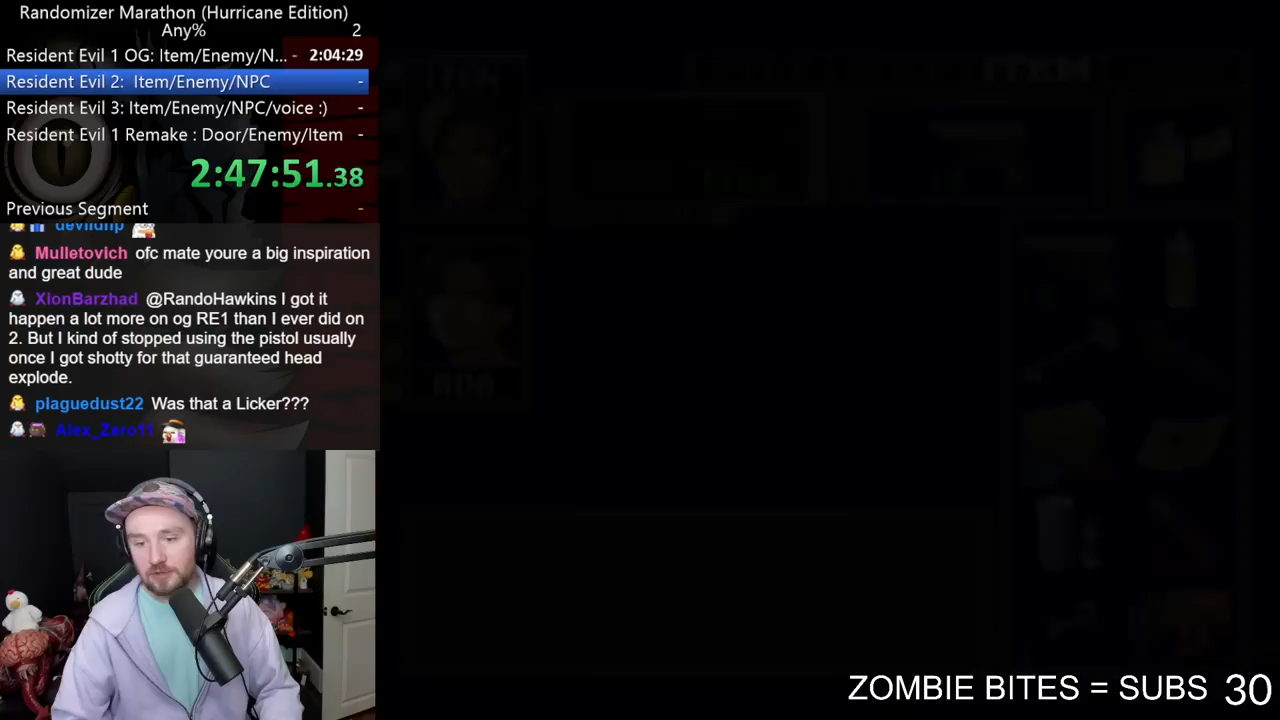 Randomizer Marathon (Hurricane Edition)
Any% 2
Resident Evil 1 OG: Item/Enemy/N... - 2:04:29
Resident Evil 2: Item/Enemy/NPC -
Resident Evil 3: Item/Enemy/NPC/voice :) -
Resident Evil 1 Remake : Door/Enemy/Item -
2:47:51.38
Previous Segment -
Mulletovich ofc mate youre a big inspiration
and great dude
XlonBarzhad @RandoHawkins I got it
happen a lot more on og RE1 than I ever did on
2. But I kind of stopped using the pistol usually
once I got shotty for that guaranteed head
explode.
plaguedust22 Was that a Licker???
Alex_Zero11
ADA
ZOMBIE BITES = SUBS 30